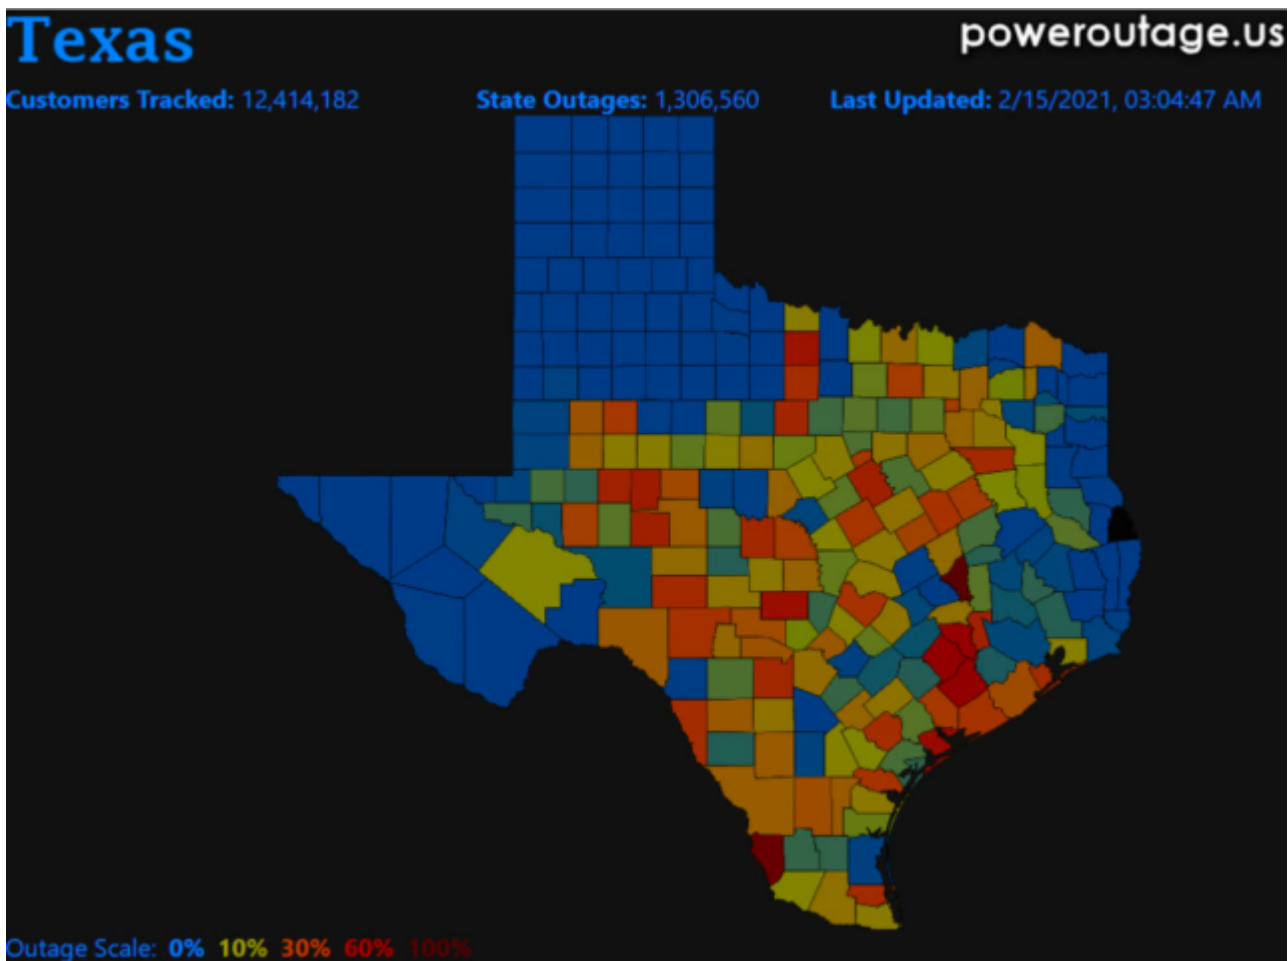 Texas
poweroutage.us
Customers Tracked: 12,414,182 State Outages: 1,306,560 Last Updated: 2/15/2021, 03:04:47 AM
Outage Scale: 0% 10% 30% 60% 100%